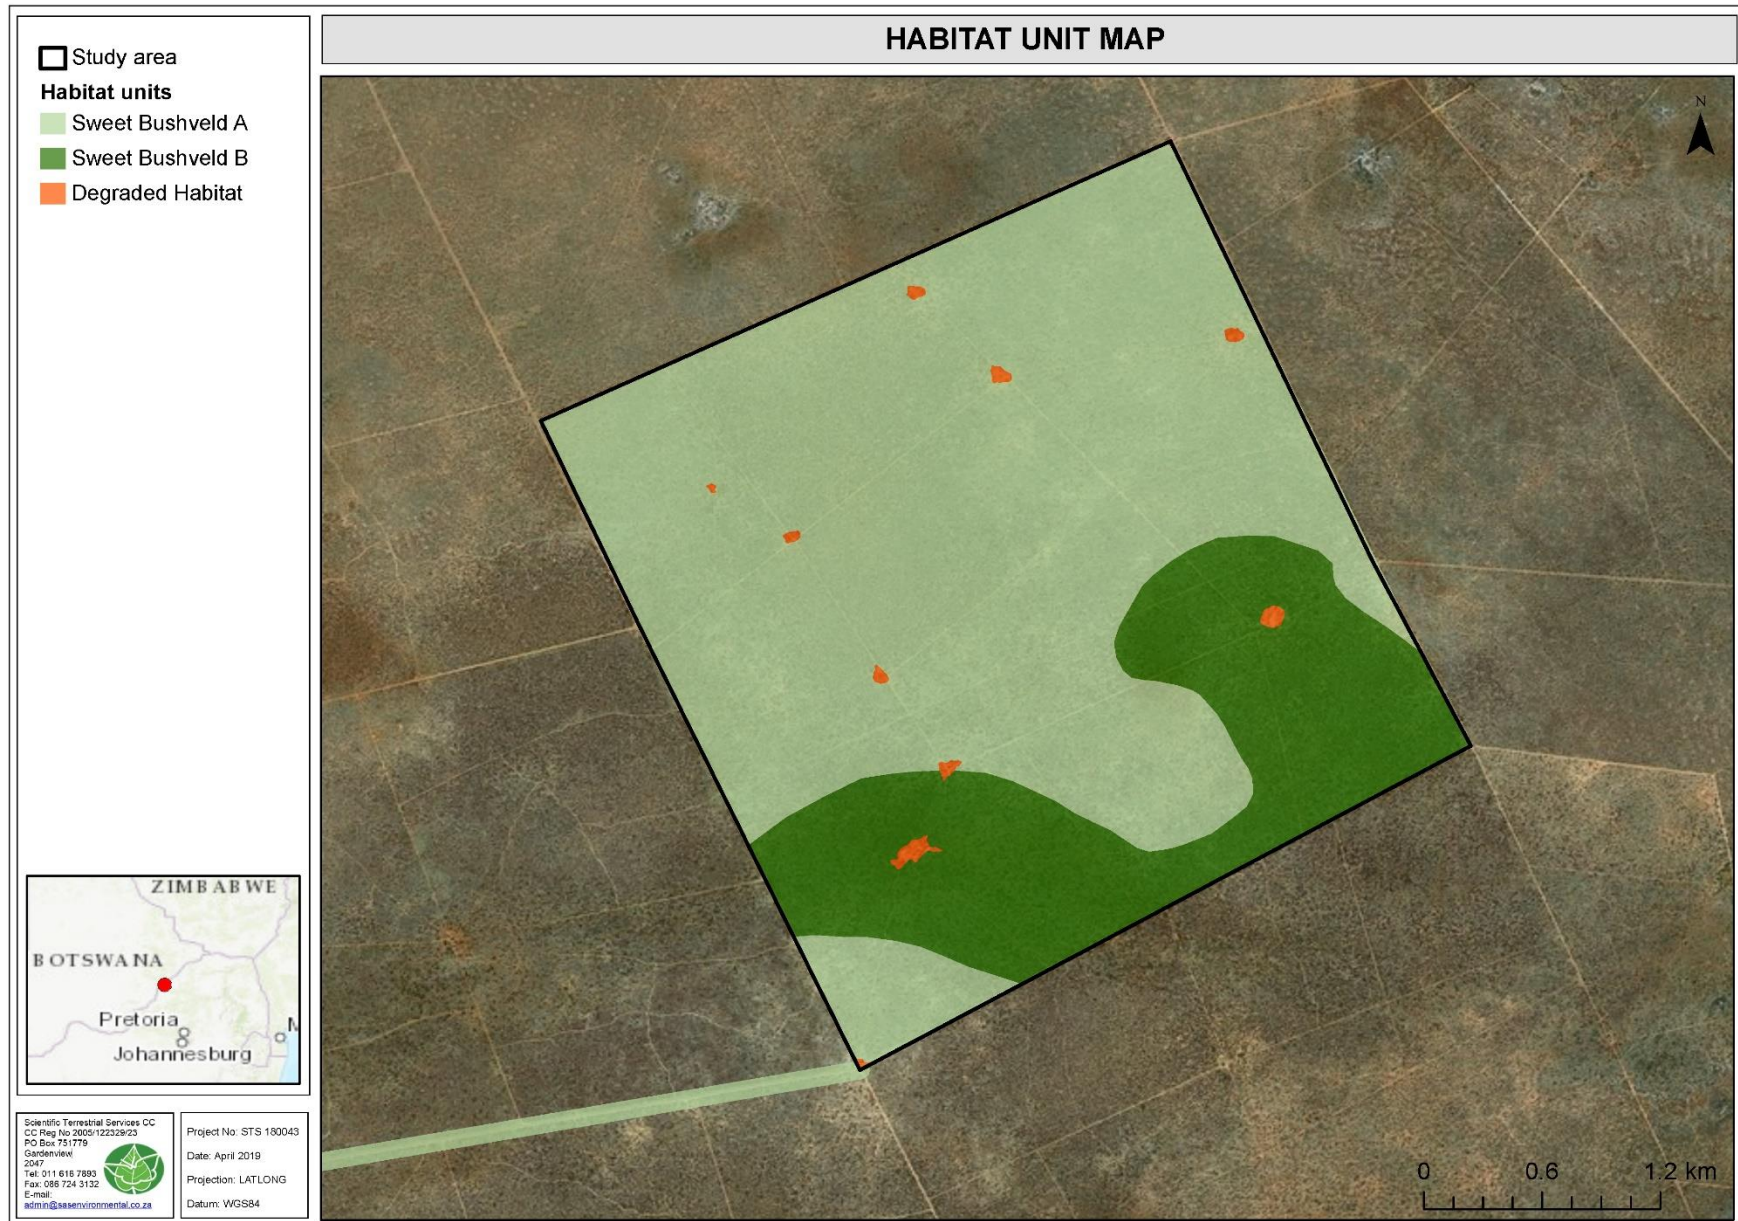 HABITAT UNIT MAP
Study area
Habitat units
Sweet Bushveld A
Sweet Bushveld B
Degraded Habitat
N
ZIMBABWE
BOTSWANA
Pretoria
Johannesburg
M
Scientific Terrestrial Services CC
CC Reg No 2005/122329/23
PO Box 751779
Gardenview
2047
Tel: 011 616 7893
Fax: 086 724 3132
E-mail:
admin@sasenvironmental.co.za
Project No: STS 180043
Date: April 2019
Projection: LATLONG
Datum: WGS84
0 0.6 1.2 km